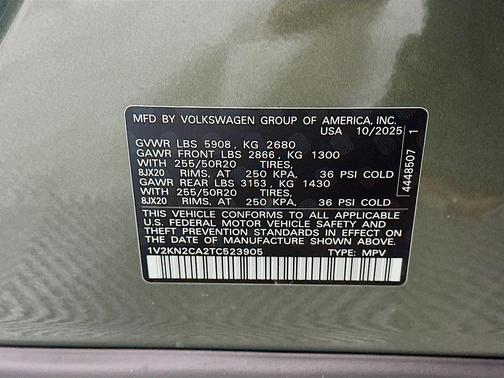 MFD BY VOLKSWAGEN GROUP OF AMERICA, INC.
USA 10/2025
GVWR LBS 5908, KG 2680
GAWR FRONT LBS 2866, KG 1300
WITH 255/50R20 TIRES,
8JX20 RIMS, AT 250 KPA, 36 PSI COLD
GAWR REAR LBS 3153, KG 1430
WITH 255/50R20 TIRES,
8JX20 RIMS, AT 250 KPA, 36 PSI COLD
THIS VEHICLE CONFORMS TO ALL APPLICABLE
U.S. FEDERAL MOTOR VEHICLE SAFETY AND
THEFT PREVENTION STANDARDS IN EFFECT
ON THE DATE OF MANUFACTURE SHOWN ABOVE.
1V2KN2CA2TC523905 TYPE: MPV
4448507 1